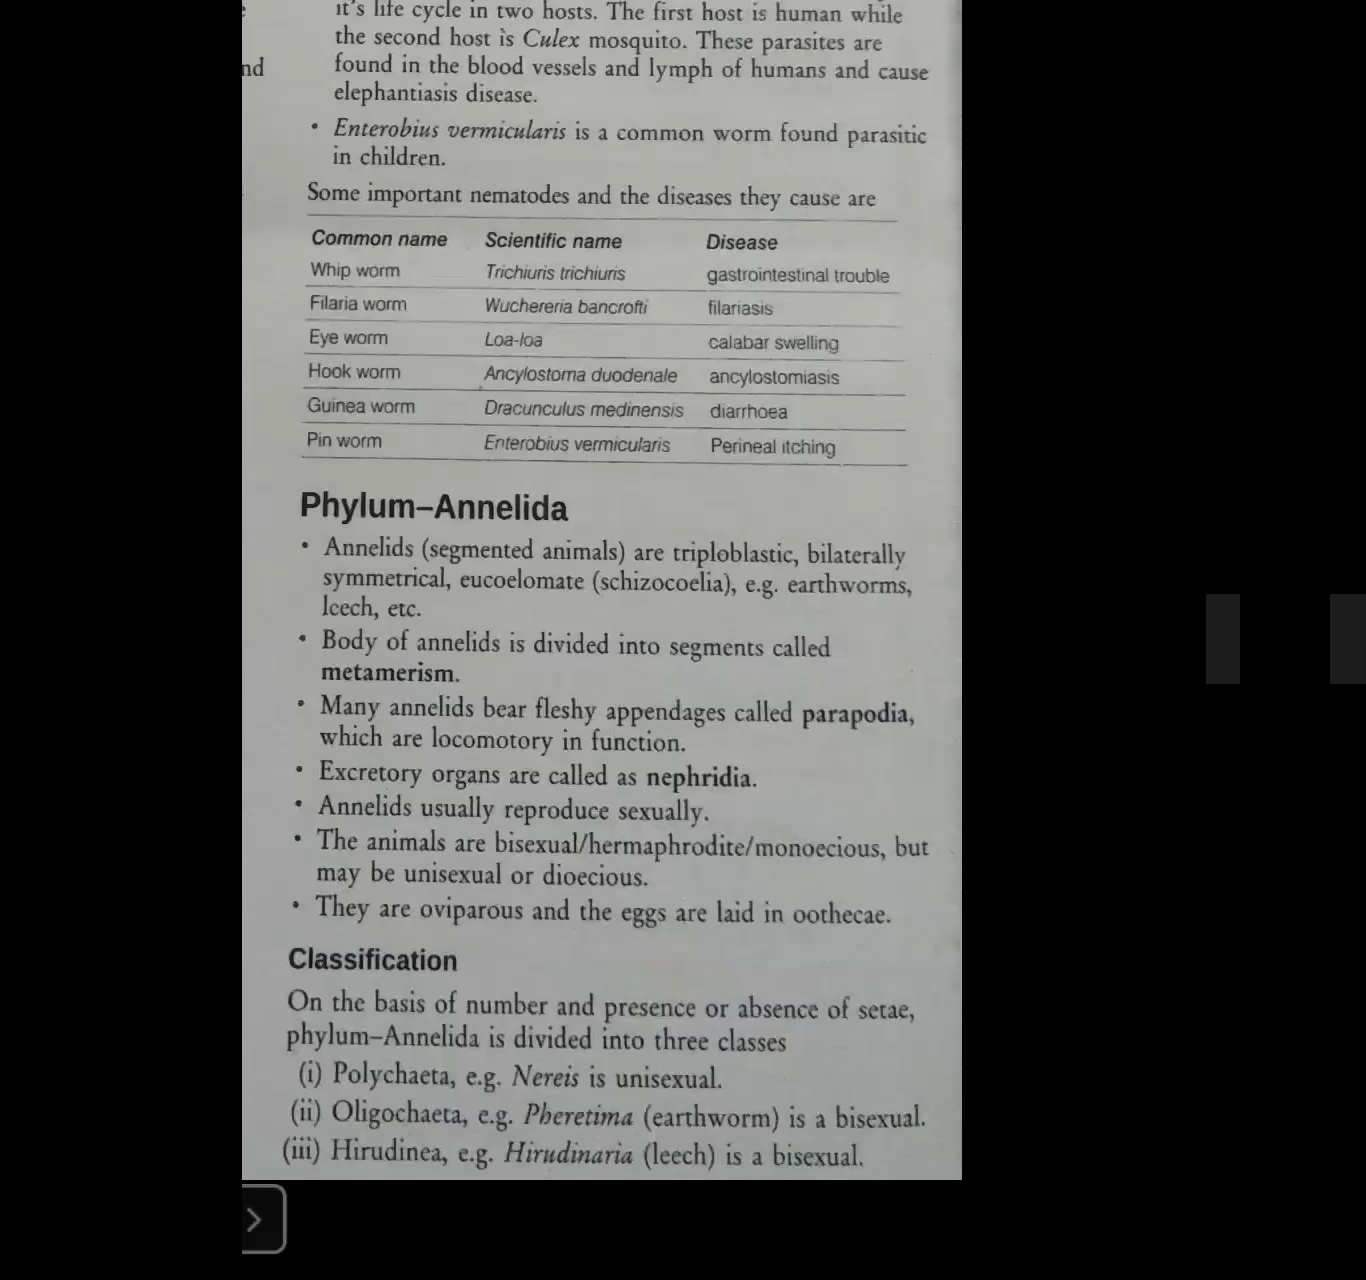 it's life cycle in two hosts. The first host is human while
the second host is Culex mosquito. These parasites are
nd
found in the blood vessels and lymph of humans and cause
elephantiasis disease.
• Enterobius vermicularis is a common worm found parasitic
in children.
Some important nematodes and the diseases they cause are
Common name Scientific name Disease
Whip worm Trichiuris trichiuris gastrointestinal trouble
Filaria worm Wuchereria bancrofti filariasis
Eye worm Loa-loa calabar swelling
Hook worm Ancylostoma duodenale ancylostomiasis
Guinea worm Dracunculus medinensis diarrhoea
Pin worm Enterobius vermicularis Perineal itching
Phylum–Annelida
• Annelids (segmented animals) are triploblastic, bilaterally
symmetrical, eucoelomate (schizocoelia), e.g. earthworms,
leech, etc.
• Body of annelids is divided into segments called
metamerism.
• Many annelids bear fleshy appendages called parapodia,
which are locomotory in function.
• Excretory organs are called as nephridia.
• Annelids usually reproduce sexually.
• The animals are bisexual/hermaphrodite/monoecious, but
may be unisexual or dioecious.
• They are oviparous and the eggs are laid in oothecae.
Classification
On the basis of number and presence or absence of setae,
phylum–Annelida is divided into three classes
(i) Polychaeta, e.g. Nereis is unisexual.
(ii) Oligochaeta, e.g. Pheretima (earthworm) is a bisexual.
(iii) Hirudinea, e.g. Hirudinaria (leech) is a bisexual.